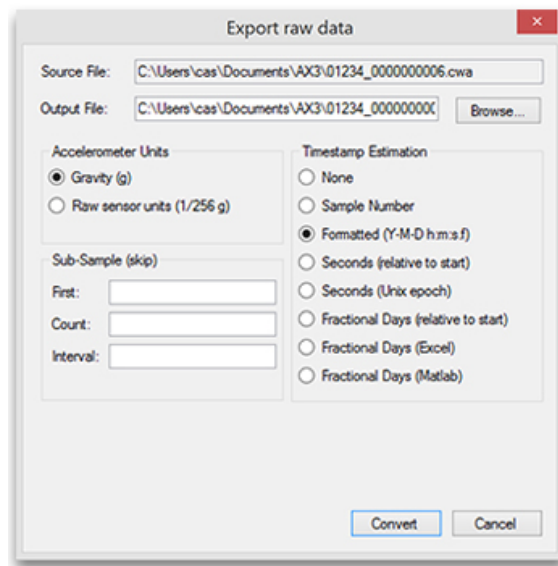 Export raw data
Source File: C:\Users\cas\Documents\AX3\01234_0000000006.cwa
Output File: C:\Users\cas\Documents\AX3\01234_000000000
Browse...
Accelerometer Units
Gravity (g)
Raw sensor units (1/256 g)
Sub-Sample (skip)
First:
Count:
Interval:
Timestamp Estimation
None
Sample Number
Formatted (Y-M-D h:m:s.f)
Seconds (relative to start)
Seconds (Unix epoch)
Fractional Days (relative to start)
Fractional Days (Excel)
Fractional Days (Matlab)
Convert
Cancel